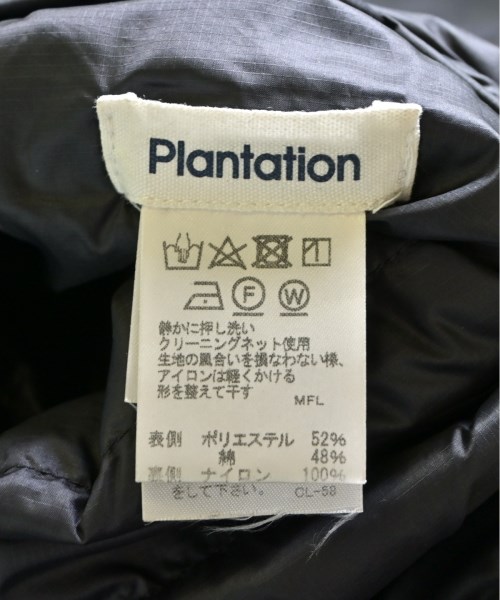 Plantation
F W
静かに押し洗い
クリーニングネット使用
生地の風合いを損なわない様、
アイロンは軽くかける
形を整えて干す
MFL
表側 ポリエステル 52%
綿 48%
裏側 ナイロン 100%
をして下さい。 CL-58